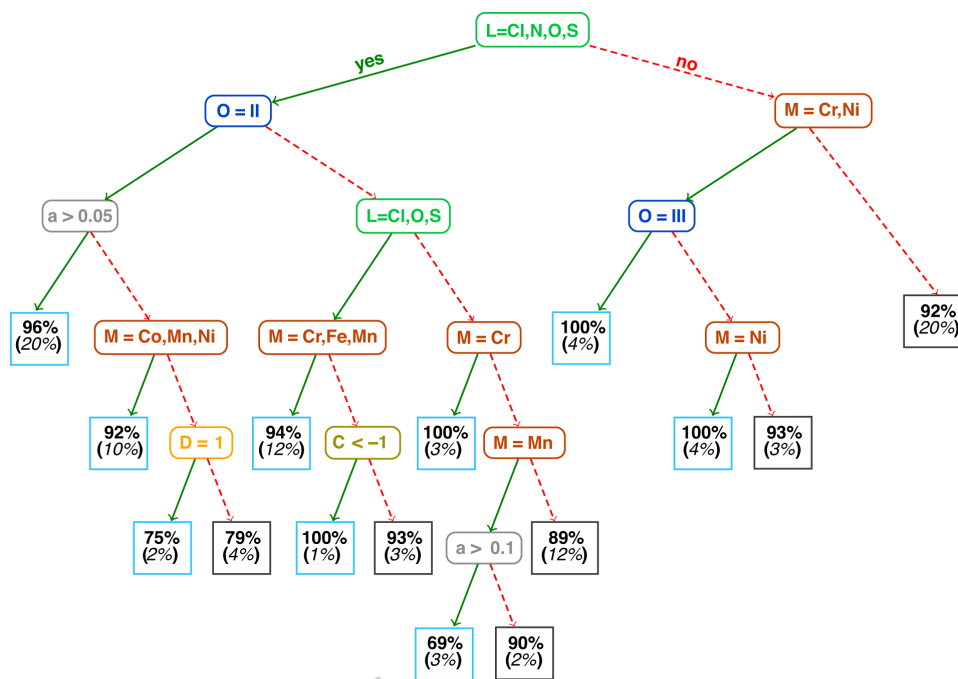 L=Cl,N,O,S
yes
no
O = II
M = Cr,Ni
a > 0.05
L=Cl,O,S
O = III
96%
(20%)
M = Co,Mn,Ni
M = Cr,Fe,Mn
M = Cr
100%
(4%)
M = Ni
92%
(20%)
92%
(10%)
D = 1
94%
(12%)
C < –1
100%
(3%)
M = Mn
100%
(4%)
93%
(3%)
75%
(2%)
79%
(4%)
100%
(1%)
93%
(3%)
a > 0.1
89%
(12%)
69%
(3%)
90%
(2%)